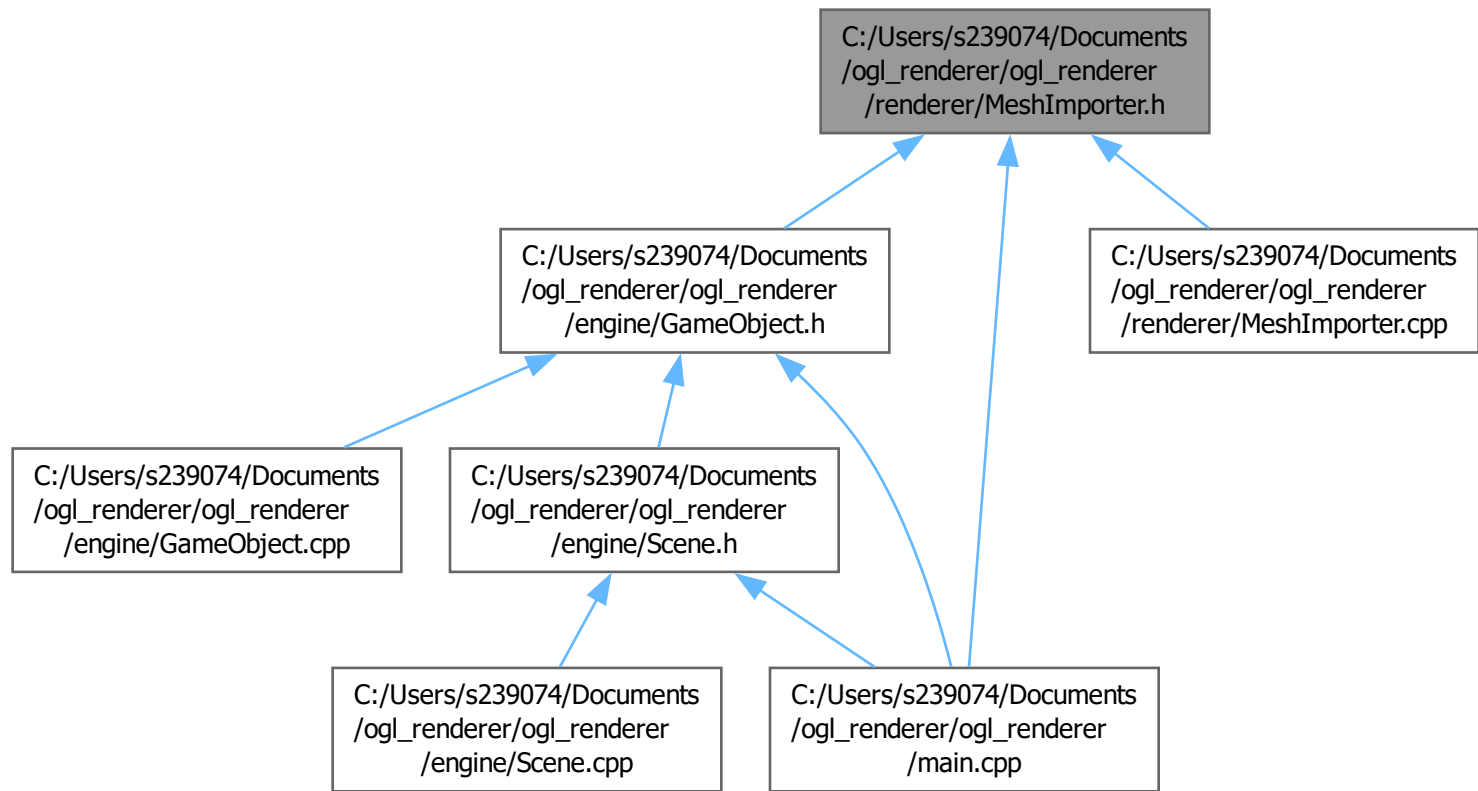 C:/Users/s239074/Documents
/ogl_renderer/ogl_renderer
/renderer/MeshImporter.h
C:/Users/s239074/Documents
/ogl_renderer/ogl_renderer
/engine/GameObject.h
C:/Users/s239074/Documents
/ogl_renderer/ogl_renderer
/renderer/MeshImporter.cpp
C:/Users/s239074/Documents
/ogl_renderer/ogl_renderer
/engine/GameObject.cpp
C:/Users/s239074/Documents
/ogl_renderer/ogl_renderer
/engine/Scene.h
C:/Users/s239074/Documents
/ogl_renderer/ogl_renderer
/engine/Scene.cpp
C:/Users/s239074/Documents
/ogl_renderer/ogl_renderer
/main.cpp